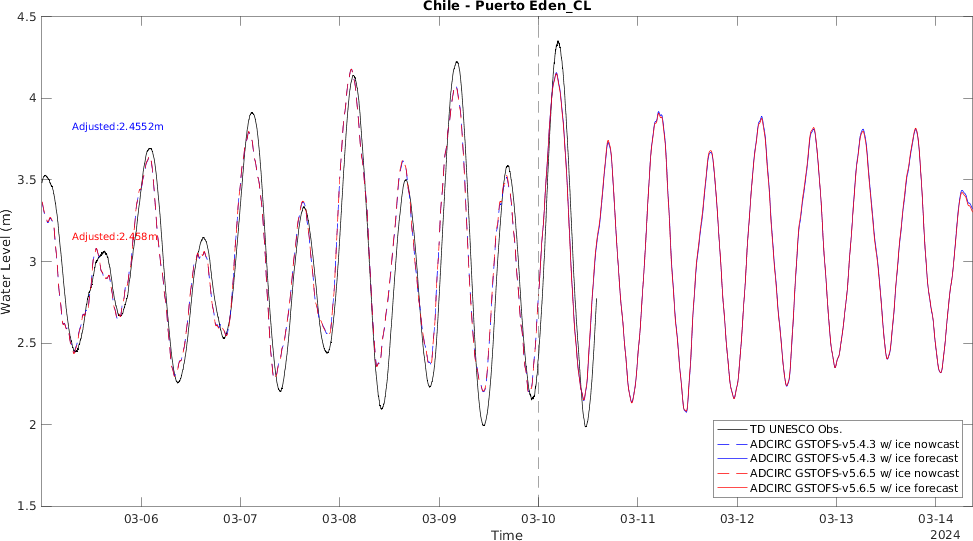 Chile - Puerto Eden_CL
4.5
4
3.5
3
2.5
2
1.5
Water Level (m)
Adjusted:2.4552m
Adjusted:2.458m
TD UNESCO Obs.
ADCIRC GSTOFS-v5.4.3 w/ ice nowcast
ADCIRC GSTOFS-v5.4.3 w/ ice forecast
ADCIRC GSTOFS-v5.6.5 w/ ice nowcast
ADCIRC GSTOFS-v5.6.5 w/ ice forecast
03-06 03-07 03-08 03-09 03-10 03-11 03-12 03-13 03-14
Time
2024